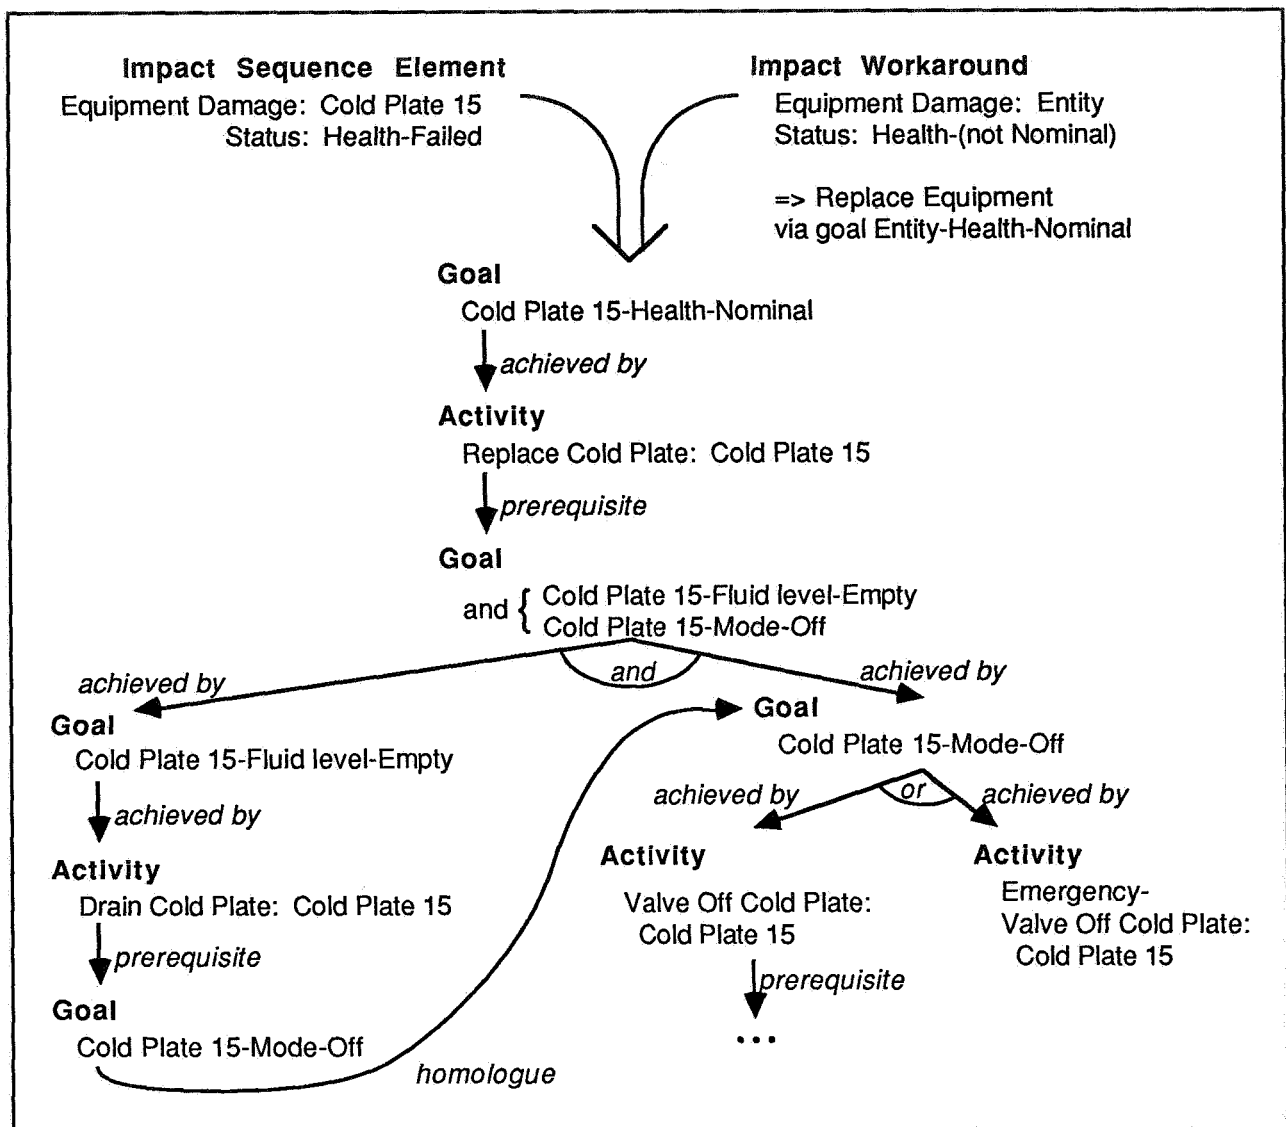 Impact Sequence Element
Equipment Damage: Cold Plate 15
Status: Health-Failed
Impact Workaround
Equipment Damage: Entity
Status: Health-(not Nominal)
=> Replace Equipment
via goal Entity-Health-Nominal
Goal
Cold Plate 15-Health-Nominal
achieved by
Activity
Replace Cold Plate: Cold Plate 15
prerequisite
Goal
and { Cold Plate 15-Fluid level-Empty
Cold Plate 15-Mode-Off
and
achieved by
Goal
Cold Plate 15-Fluid level-Empty
achieved by
Activity
Drain Cold Plate: Cold Plate 15
prerequisite
Goal
Cold Plate 15-Mode-Off
homologue
achieved by
Goal
Cold Plate 15-Mode-Off
achieved by
or
achieved by
Activity
Valve Off Cold Plate:
Cold Plate 15
prerequisite
...
Activity
Emergency-
Valve Off Cold Plate:
Cold Plate 15